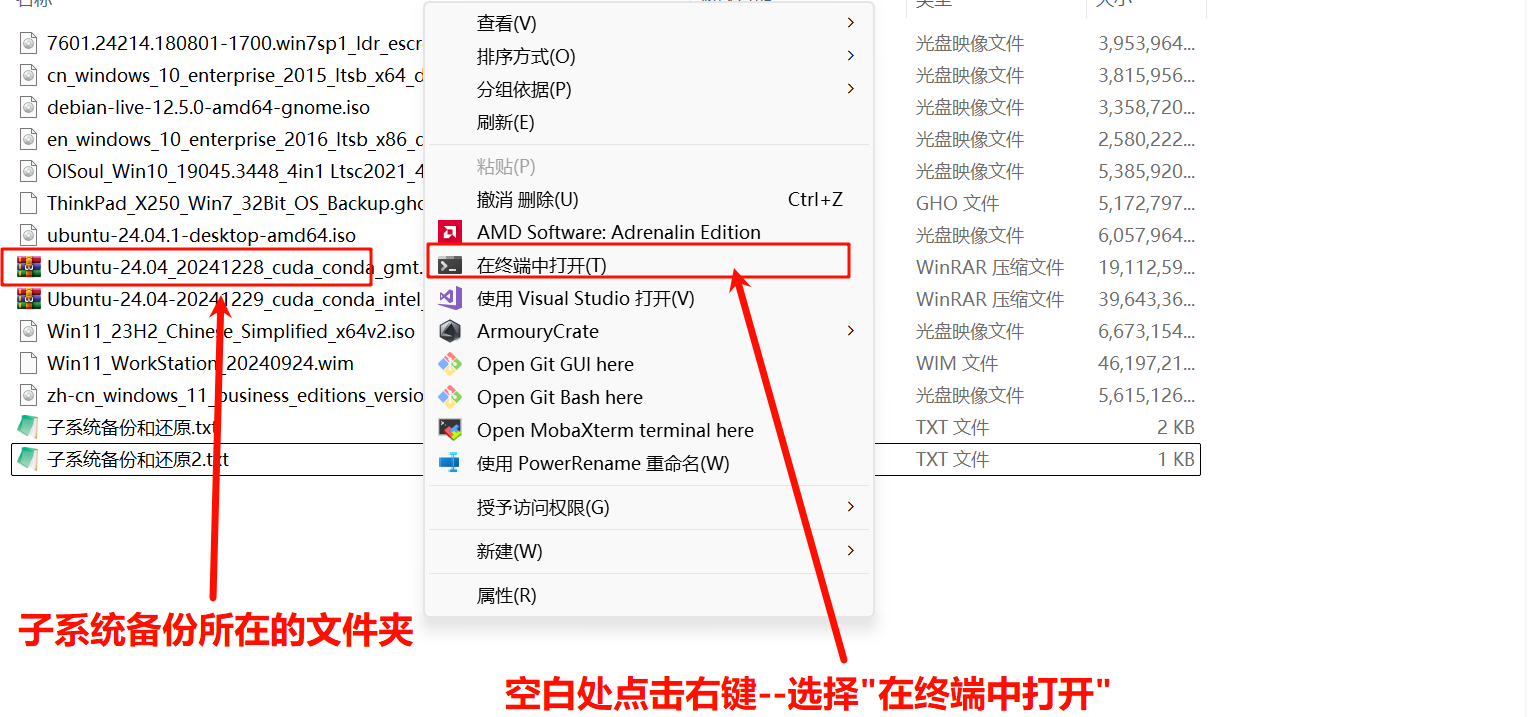 名称
类型
大小
7601.24214.180801-1700.win7sp1_ldr_escr
光盘映像文件
3,953,964...
cn_windows_10_enterprise_2015_ltsb_x64_d
光盘映像文件
3,815,956...
debian-live-12.5.0-amd64-gnome.iso
光盘映像文件
3,358,720...
en_windows_10_enterprise_2016_ltsb_x86_d
光盘映像文件
2,580,222...
OlSoul_Win10_19045.3448_4in1 Ltsc2021_4
光盘映像文件
5,385,920...
ThinkPad_X250_Win7_32Bit_OS_Backup.gho
GHO 文件
5,172,797...
ubuntu-24.04.1-desktop-amd64.iso
光盘映像文件
6,057,964...
Ubuntu-24.04_20241228_cuda_conda_gmt.
WinRAR 压缩文件
19,112,59...
Ubuntu-24.04-20241229_cuda_conda_intel_
WinRAR 压缩文件
39,643,36...
Win11_23H2_Chinese_Simplified_x64v2.iso
光盘映像文件
6,673,154...
Win11_WorkStation_20240924.wim
WIM 文件
46,197,21...
zh-cn_windows_11_business_editions_versio
光盘映像文件
5,615,126...
子系统备份和还原.txt
TXT 文件
2 KB
子系统备份和还原2.txt
TXT 文件
1 KB
查看(V)
排序方式(O)
分组依据(P)
刷新(E)
粘贴(P)
撤消 删除(U)
Ctrl+Z
AMD Software: Adrenalin Edition
在终端中打开(T)
使用 Visual Studio 打开(V)
ArmouryCrate
Open Git GUI here
Open Git Bash here
Open MobaXterm terminal here
使用 PowerRename 重命名(W)
授予访问权限(G)
新建(W)
属性(R)
子系统备份所在的文件夹
空白处点击右键--选择"在终端中打开"